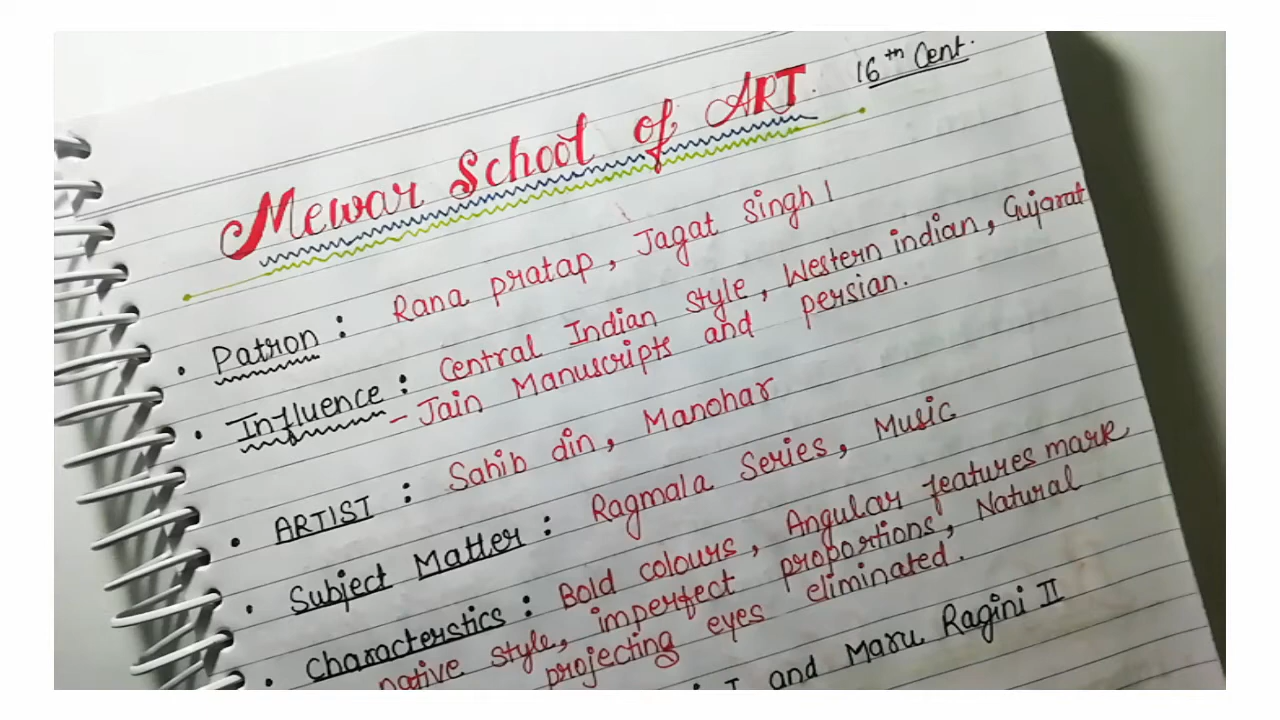 Mewar School of ART. 16th Cent.
• Patron : Rana pratap, Jagat Singh I
• Influence : Central Indian style, Western indian, Gujarat
- Jain Manuscripts and persian.
• ARTIST : Sahib din, Manohar
• Subject Matter : Ragmala Series, Music
• Characterstics : Bold colours, Angular features mark
native style, imperfect proportions, Natural
projecting eyes eliminated.
I and Maru Ragini II